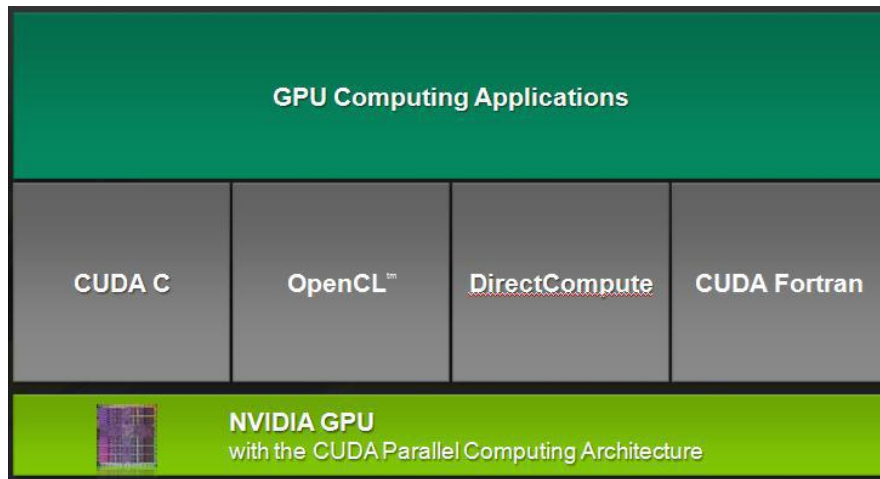 GPU Computing Applications
CUDA C
OpenCL™
DirectCompute
CUDA Fortran
NVIDIA GPU
with the CUDA Parallel Computing Architecture